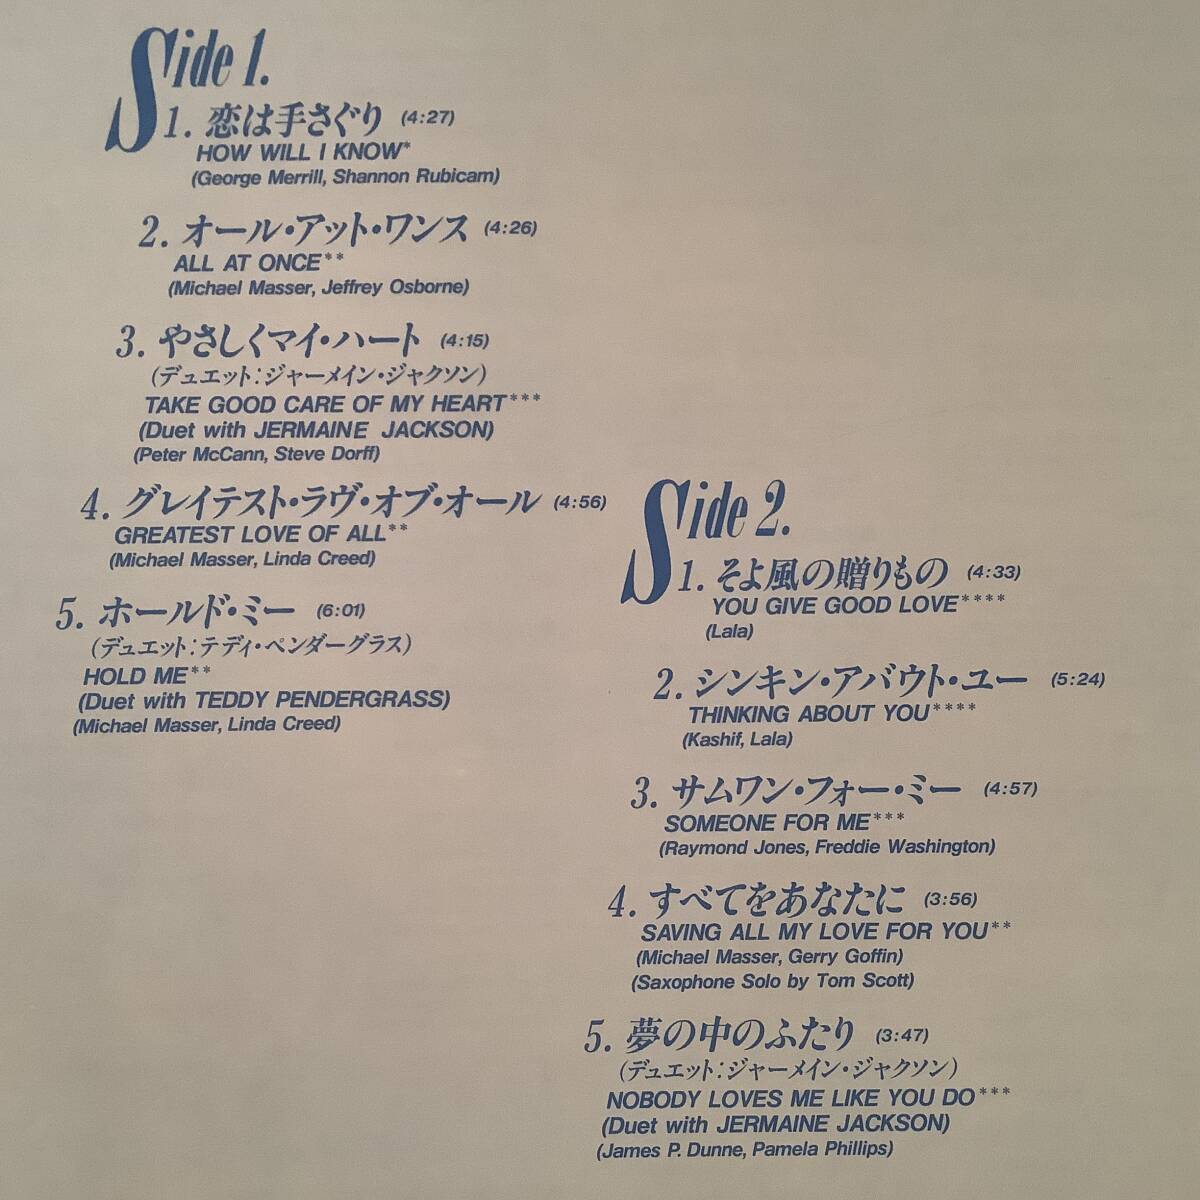 Side 1.
1. 恋は手さぐり (4:27)
HOW WILL I KNOW*
(George Merrill, Shannon Rubicam)
2. オール・アット・ワンス (4:26)
ALL AT ONCE**
(Michael Masser, Jeffrey Osborne)
3. やさしくマイ・ハート (4:15)
(デュエット:ジャーメイン・ジャクソン)
TAKE GOOD CARE OF MY HEART***
(Duet with JERMAINE JACKSON)
(Peter McCann, Steve Dorff)
4. グレイテスト・ラヴ・オブ・オール (4:56)
GREATEST LOVE OF ALL**
(Michael Masser, Linda Creed)
5. ホールド・ミー (6:01)
(デュエット:テディ・ペンダーグラス)
HOLD ME**
(Duet with TEDDY PENDERGRASS)
(Michael Masser, Linda Creed)
Side 2.
1. そよ風の贈りもの (4:33)
YOU GIVE GOOD LOVE****
(Lala)
2. シンキン・アバウト・ユー (5:24)
THINKING ABOUT YOU****
(Kashif, Lala)
3. サムワン・フォー・ミー (4:57)
SOMEONE FOR ME***
(Raymond Jones, Freddie Washington)
4. すべてをあなたに (3:56)
SAVING ALL MY LOVE FOR YOU**
(Michael Masser, Gerry Goffin)
(Saxophone Solo by Tom Scott)
5. 夢の中のふたり (3:47)
(デュエット:ジャーメイン・ジャクソン)
NOBODY LOVES ME LIKE YOU DO***
(Duet with JERMAINE JACKSON)
(James P. Dunne, Pamela Phillips)